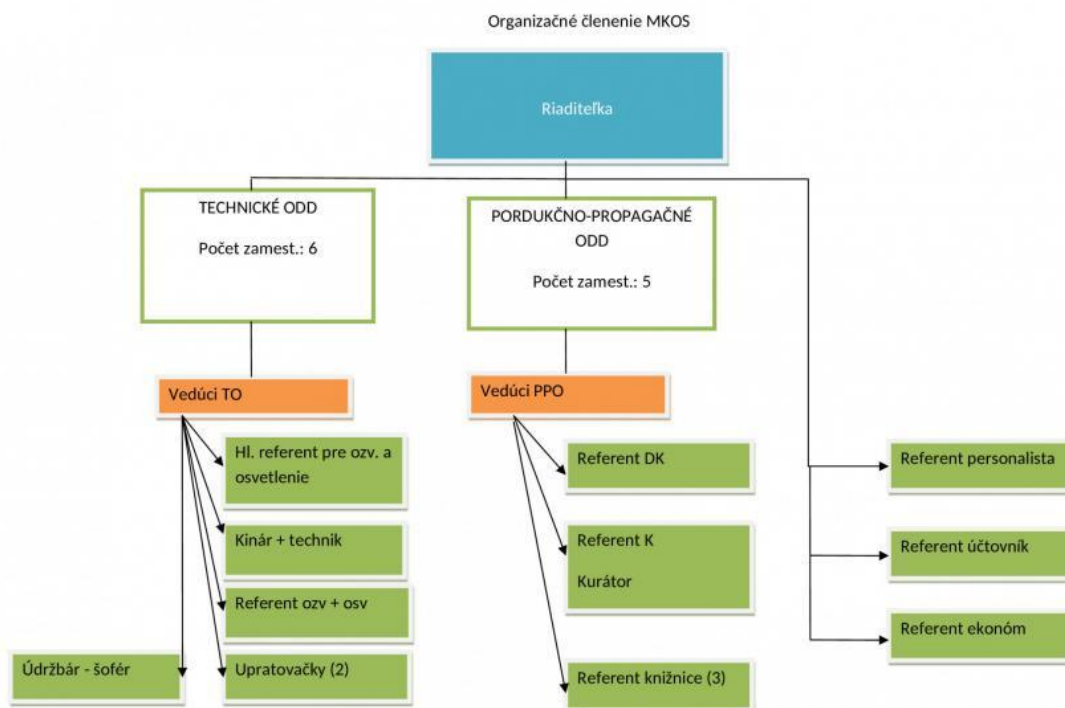 Organizačné členenie MKOS
Riaditeľka
TECHNICKÉ ODD
Počet zamest.: 6
PORDUKČNO-PROPAGAČNÉ
ODD
Počet zamest.: 5
Vedúci TO
Hl. referent pre ozv. a
osvetlenie
Kinár + technik
Referent ozv + osv
Údržbár - šofér
Upratovačky (2)
Vedúci PPO
Referent DK
Referent K
Kurátor
Referent knižnice (3)
Referent personalista
Referent účtovník
Referent ekonóm